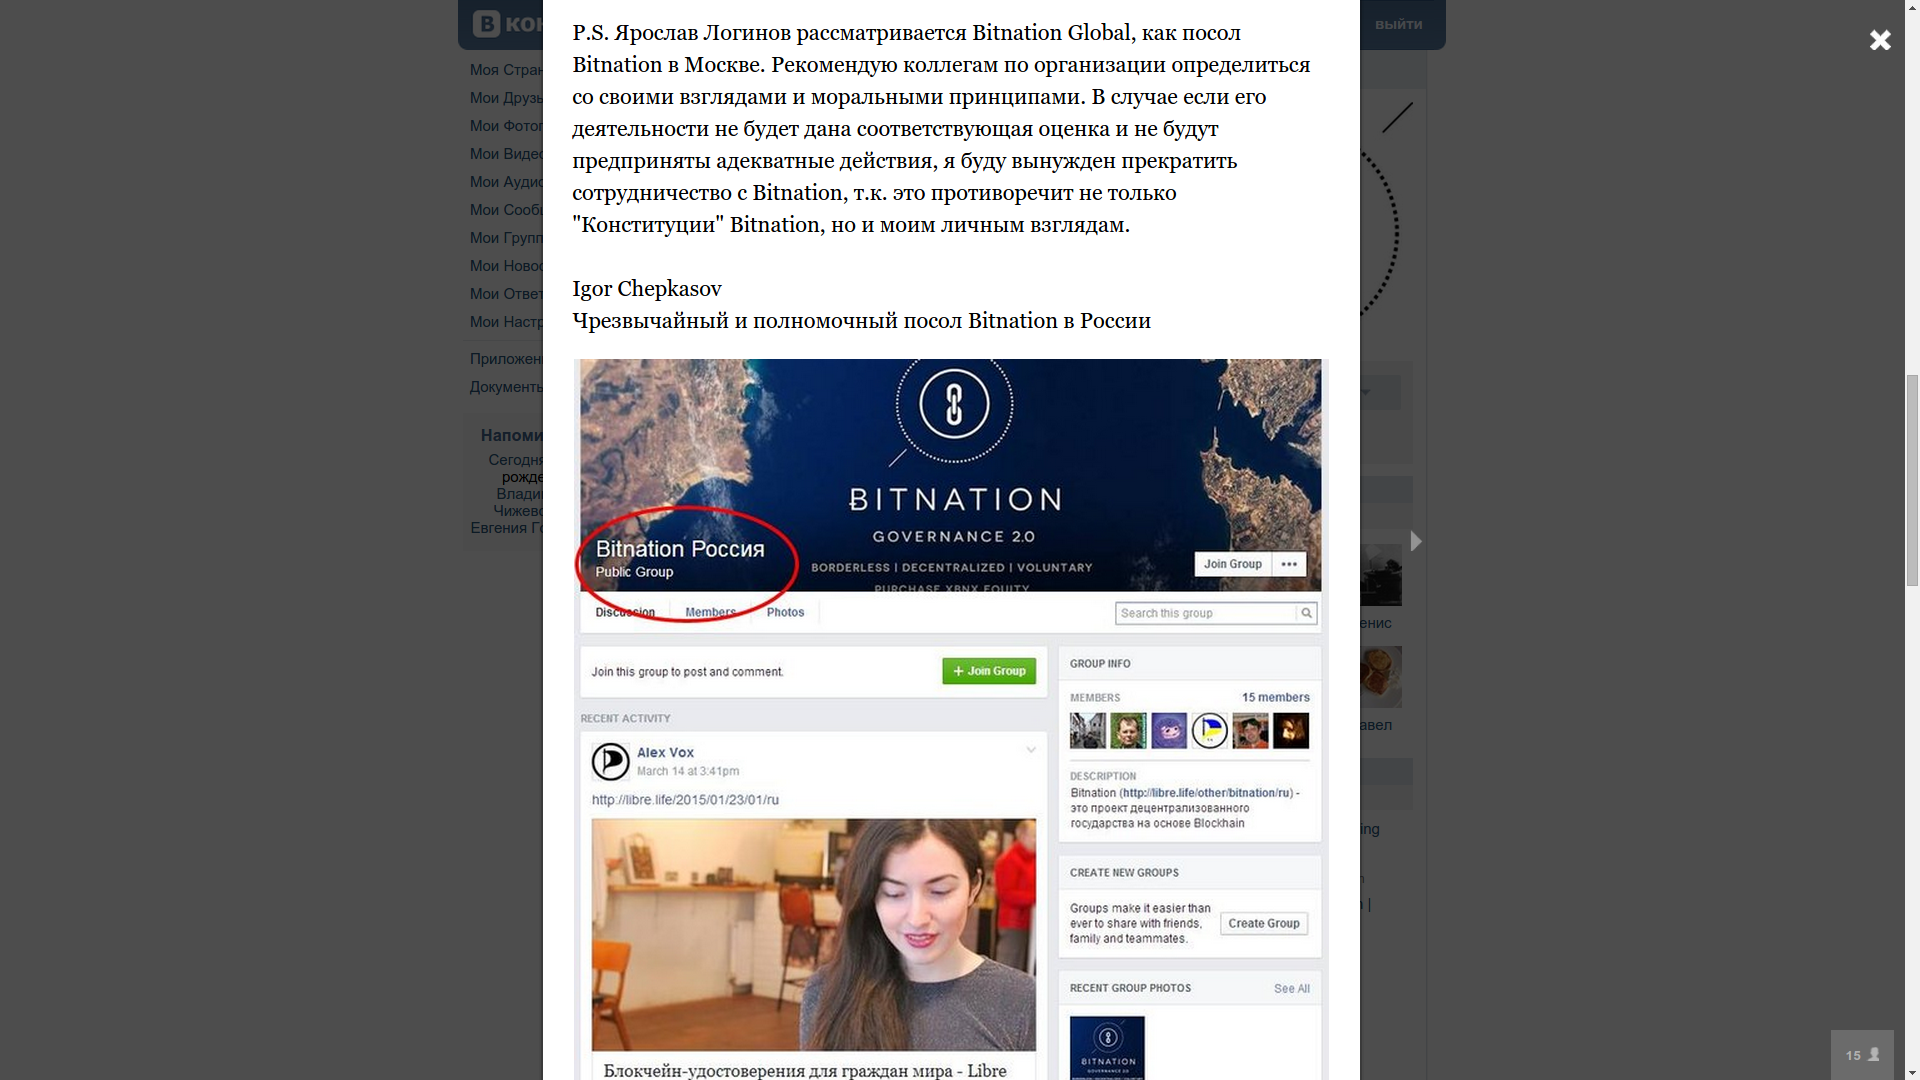 выйти
Моя Стран
Мои Друзь
Мои Фотог
Мои Видео
Мои Аудио
Мои Сообщ
Мои Групп
Мои Новос
Мои Ответ
Мои Настр
Приложен
Документы
Напоми
Сегодня
рожде
Влади
Чижевс
Евгения Го
P.S. Ярослав Логинов рассматривается Bitnation Global, как посол
Bitnation в Москве. Рекомендую коллегам по организации определиться
со своими взглядами и моральными принципами. В случае если его
деятельности не будет дана соответствующая оценка и не будут
предприняты адекватные действия, я буду вынужден прекратить
сотрудничество с Bitnation, т.к. это противоречит не только
"Конституции" Bitnation, но и моим личным взглядам.
Igor Chepkasov
Чрезвычайный и полномочный посол Bitnation в России
BITNATION
GOVERNANCE 2.0
BORDERLESS | DECENTRALIZED | VOLUNTARY
PURCHASE XBNX EQUITY
Bitnation Россия
Public Group
Join Group
Discussion Members Photos
Search this group
Join this group to post and comment.
+ Join Group
RECENT ACTIVITY
Alex Vox
March 14 at 3:41pm
http://libre.life/2015/01/23/01/ru
Блокчейн-удостоверения для граждан мира - Libre
GROUP INFO
MEMBERS 15 members
DESCRIPTION
Bitnation (http://libre.life/other/bitnation/ru) -
это проект децентрализованного
государства на основе Blockhain
CREATE NEW GROUPS
Groups make it easier than
ever to share with friends,
family and teammates.
Create Group
RECENT GROUP PHOTOS See All
BITNATION
GOVERNANCE 2.0
енис
авел
ing
15